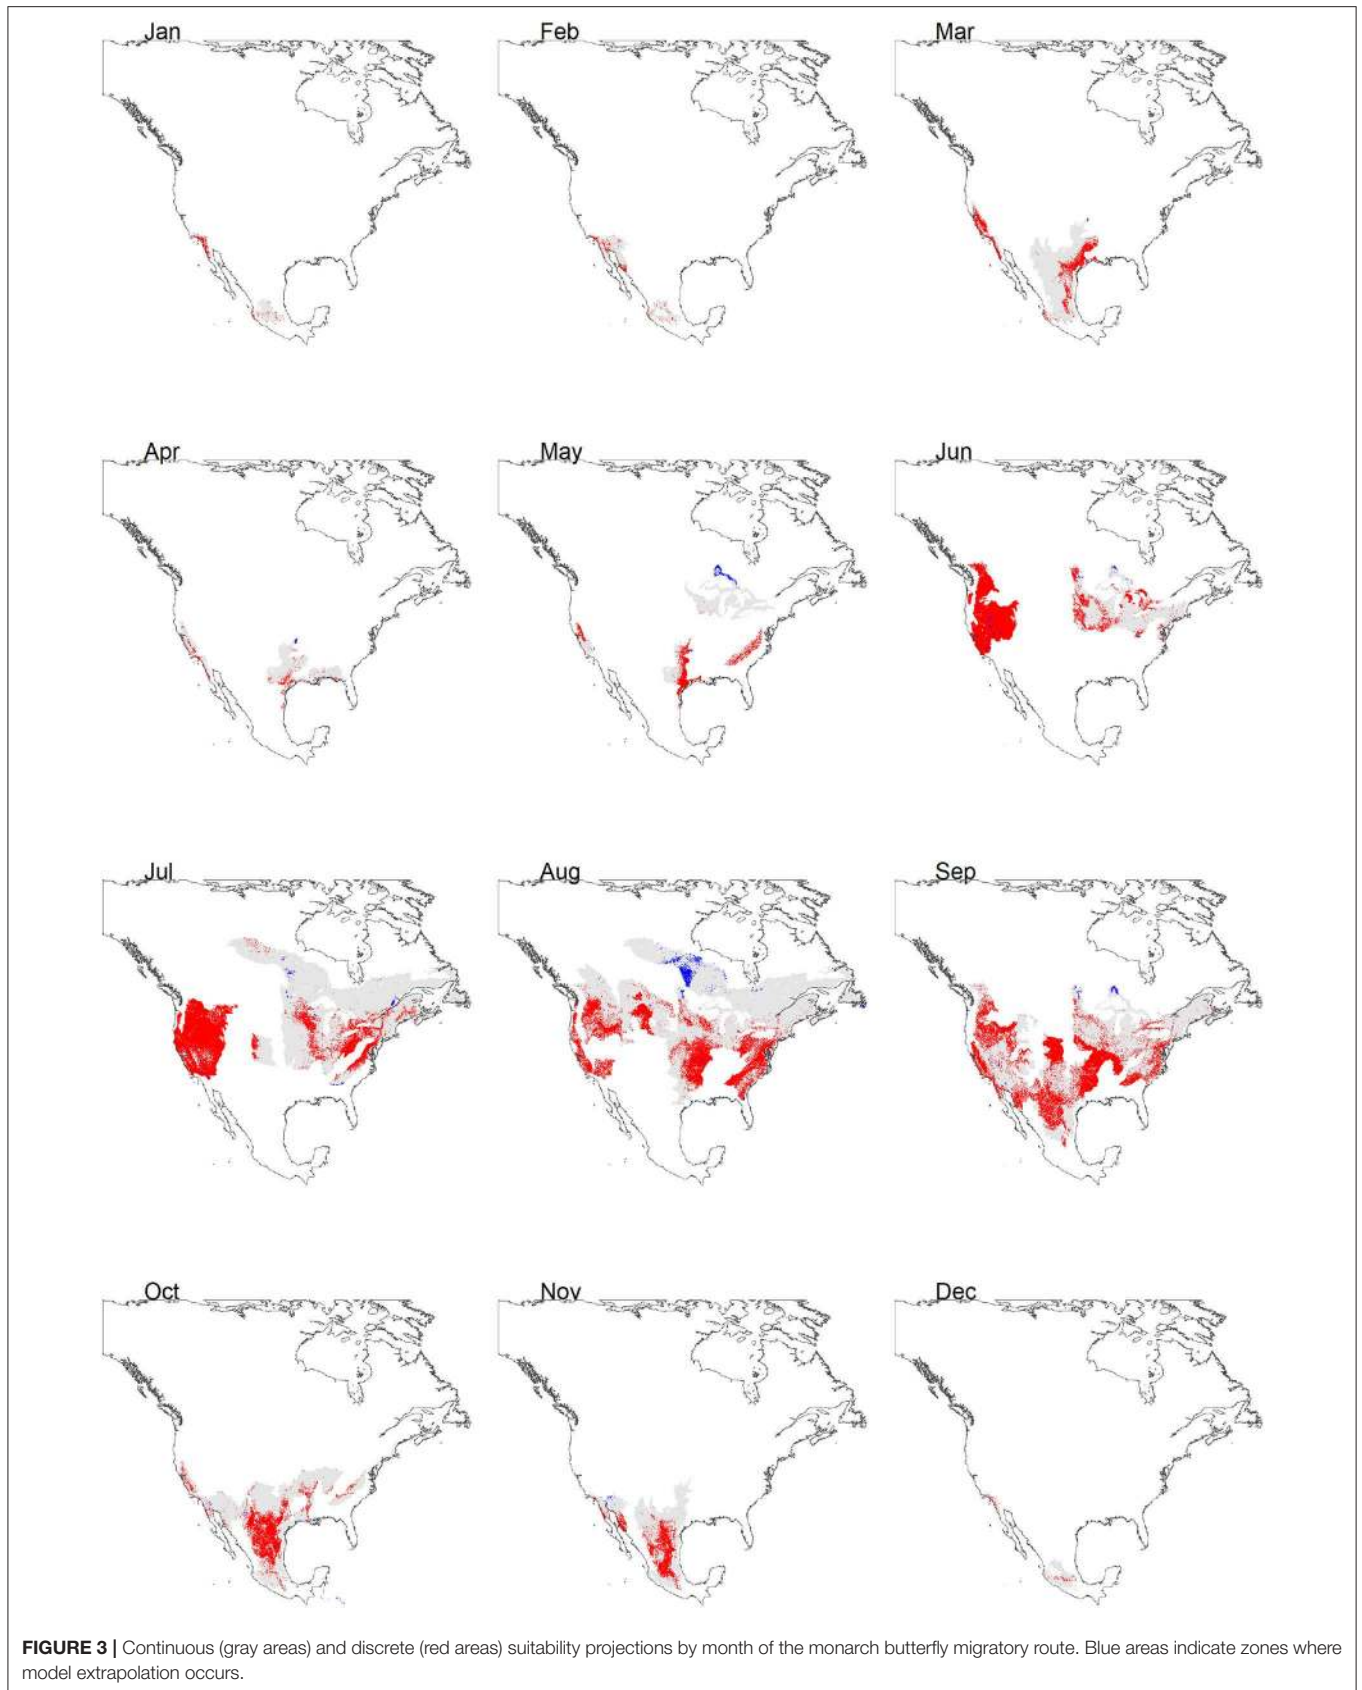 Jan
Feb
Mar
Apr
May
Jun
Jul
Aug
Sep
Oct
Nov
Dec
FIGURE 3 | Continuous (gray areas) and discrete (red areas) suitability projections by month of the monarch butterfly migratory route. Blue areas indicate zones where
model extrapolation occurs.